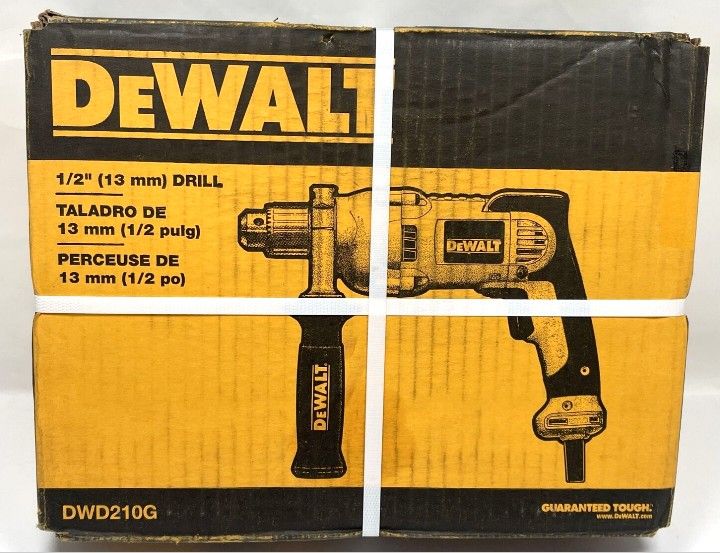 DEWALT
1/2" (13 mm) DRILL
TALADRO DE
13 mm (1/2 pulg)
PERCEUSE DE
13 mm (1/2 po)
DEWALT
DEWALT
DWD210G
GUARANTEED TOUGH.
www.DEWALT.com